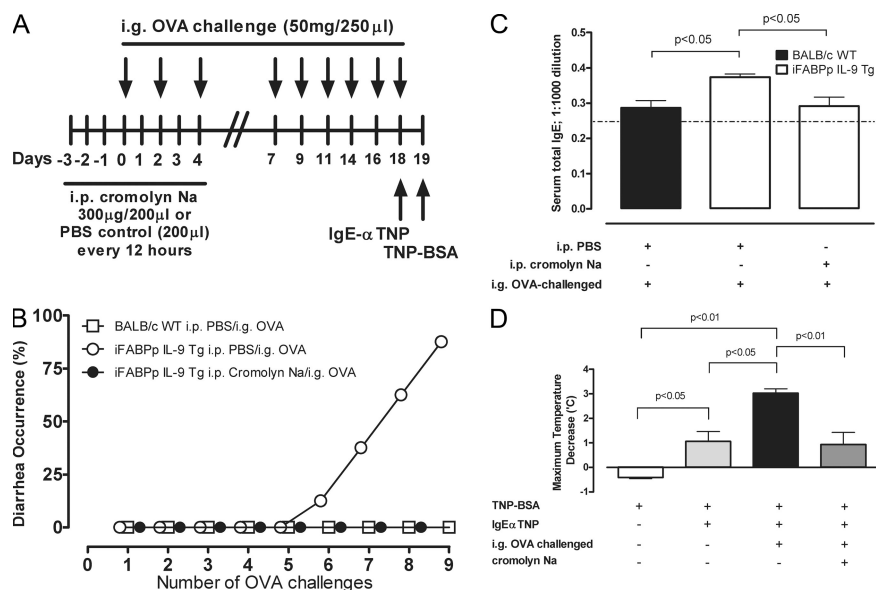 A
i.g. OVA challenge (50mg/250 µl)
Days -3 -2 -1 0 1 2 3 4 7 9 11 14 16 18 19
i.p. cromolyn Na
300µg/200µl or
PBS control (200µl)
every 12 hours
IgE-α TNP
TNP-BSA
B
Diarrhea Occurrence (%)
100
75
50
25
0
BALB/c WT i.p. PBS/i.g. OVA
iFABPp IL-9 Tg i.p. PBS/i.g. OVA
iFABPp IL-9 Tg i.p. Cromolyn Na/i.g. OVA
0 1 2 3 4 5 6 7 8 9
Number of OVA challenges
C
Serum total IgE; 1:1000 dilution
0.5
0.4
0.3
0.2
0.1
0.0
p<0.05
p<0.05
BALB/c WT
iFABPp IL-9 Tg
i.p. PBS + + -
i.p. cromolyn Na - - +
i.g. OVA-challenged + + +
D
Maximum Temperature
Decrease (°C)
4
3
2
1
0
-1
p<0.01
p<0.01
p<0.05
p<0.05
TNP-BSA + + + +
IgEα TNP - + + +
i.g. OVA challenged - - + +
cromolyn Na - - - +